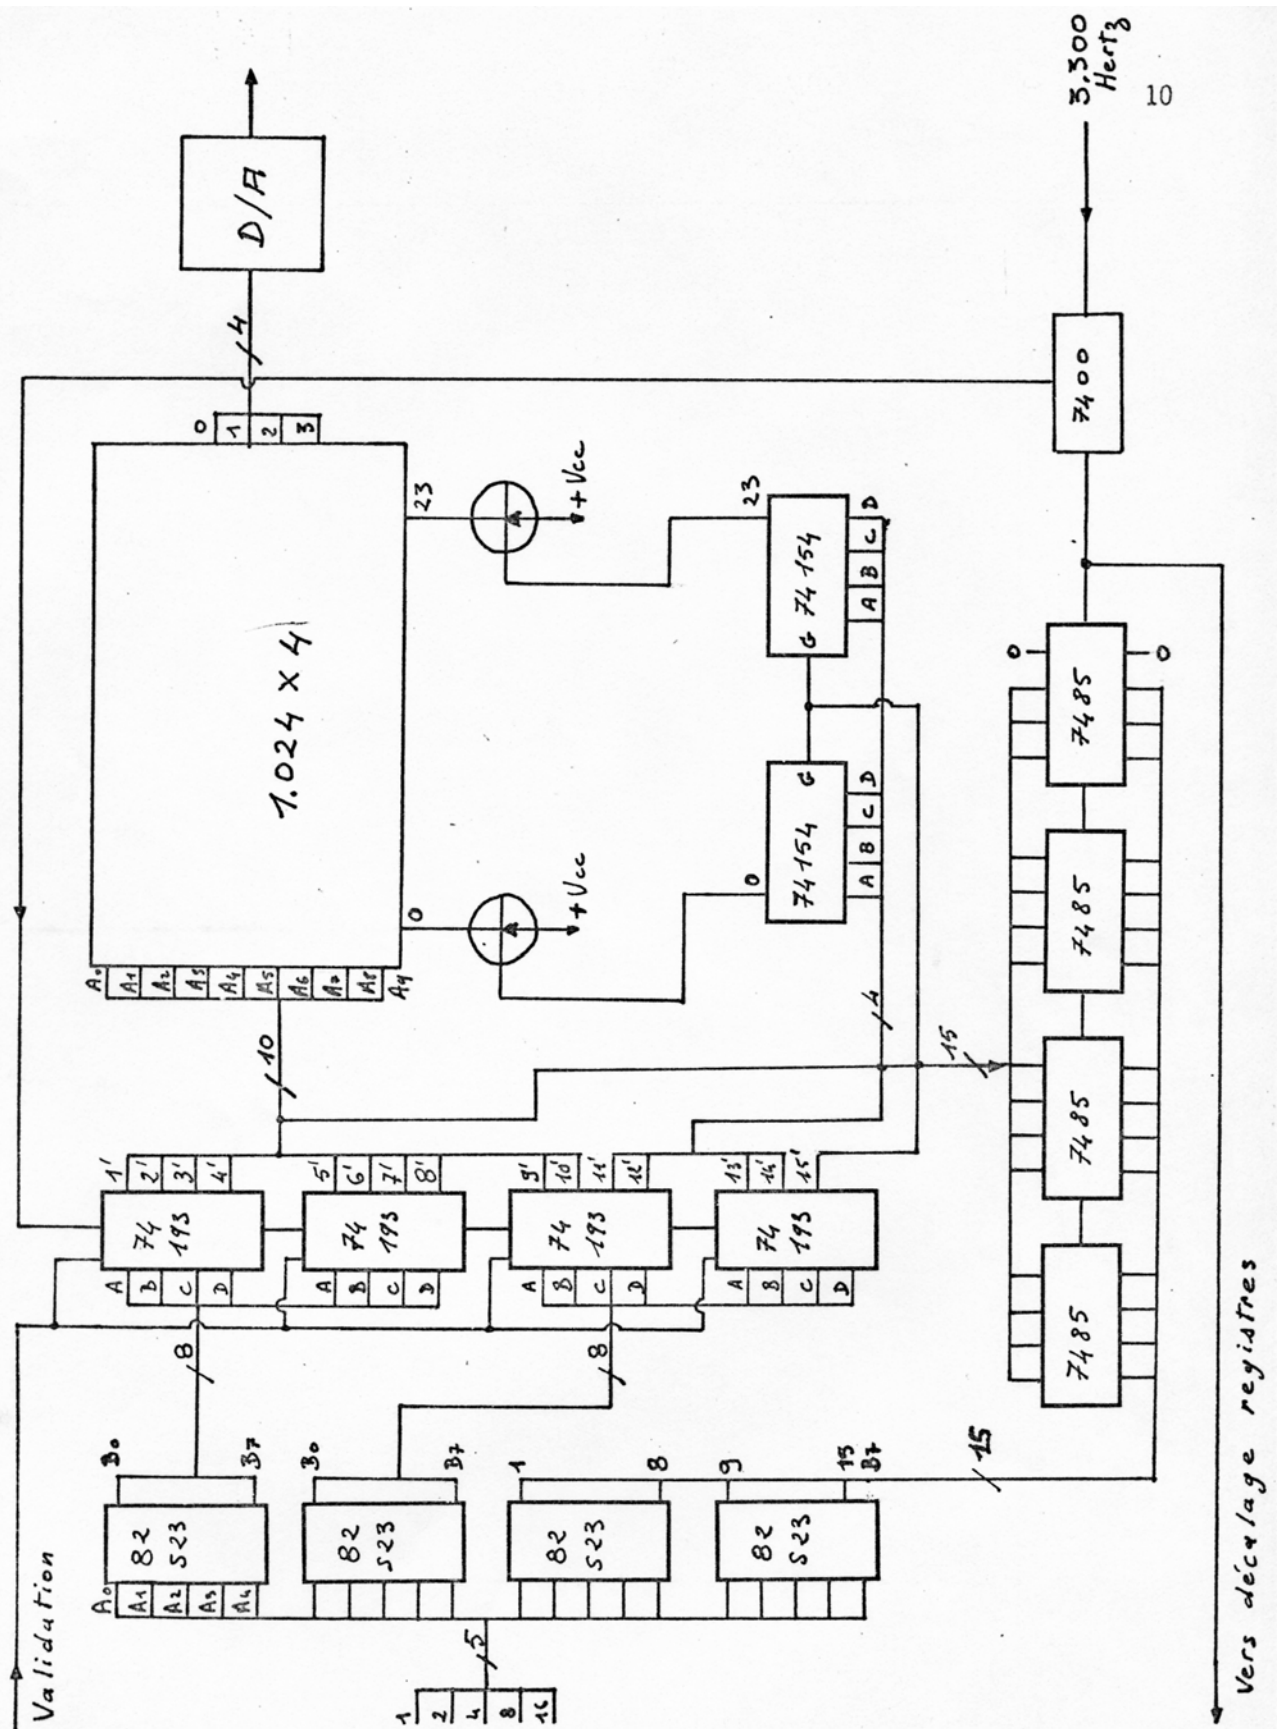 10
3.300
Hertz
D/A
4
7400
0
1
2
3
1.024 x 4
23
+Vcc
0
+Vcc
A0
A1
A2
A3
A4
A5
A6
A7
A8
A9
23
74 154
G
A
B
C
D
0
74154
G
A
B
C
D
4
15
10
0
7485
0
7485
7485
7485
1'
2'
3'
4'
74
193
A
B
C
D
5'
6'
7'
8'
74
193
A
B
C
D
9'
10'
11'
12'
74
193
A
B
C
D
13'
14'
15'
74
193
A
B
C
D
8
8
B0
B7
82
S23
A0
A1
A2
A3
A4
B0
B7
82
S23
1
8
82
S23
9
15
B7
82
S23
15
5
1
2
4
8
16
Validation
Vers décalage registres